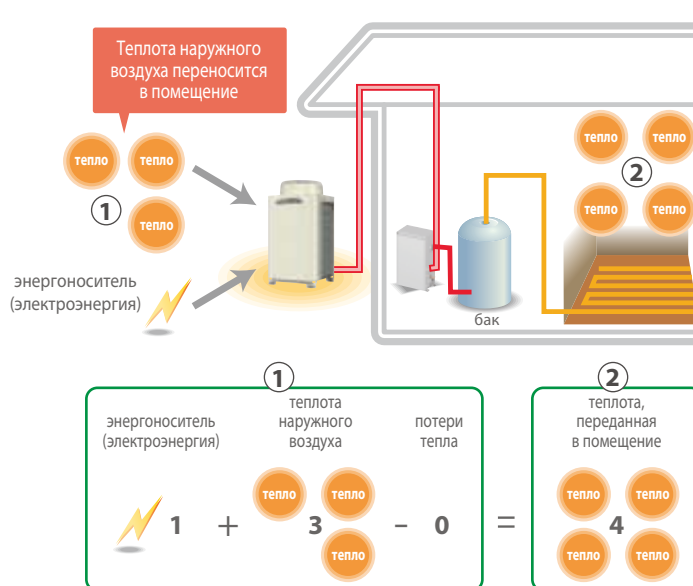 Теплота наружного
воздуха переносится
в помещение
тепло
тепло
тепло
1
тепло
тепло
2
тепло
тепло
энергоноситель
(электроэнергия)
бак
1
энергоноситель
(электроэнергия)
теплота
наружного
воздуха
потери
тепла
1
+
тепло
тепло
3
тепло
–
0
=
2
теплота,
переданная
в помещение
тепло
тепло
4
тепло
тепло